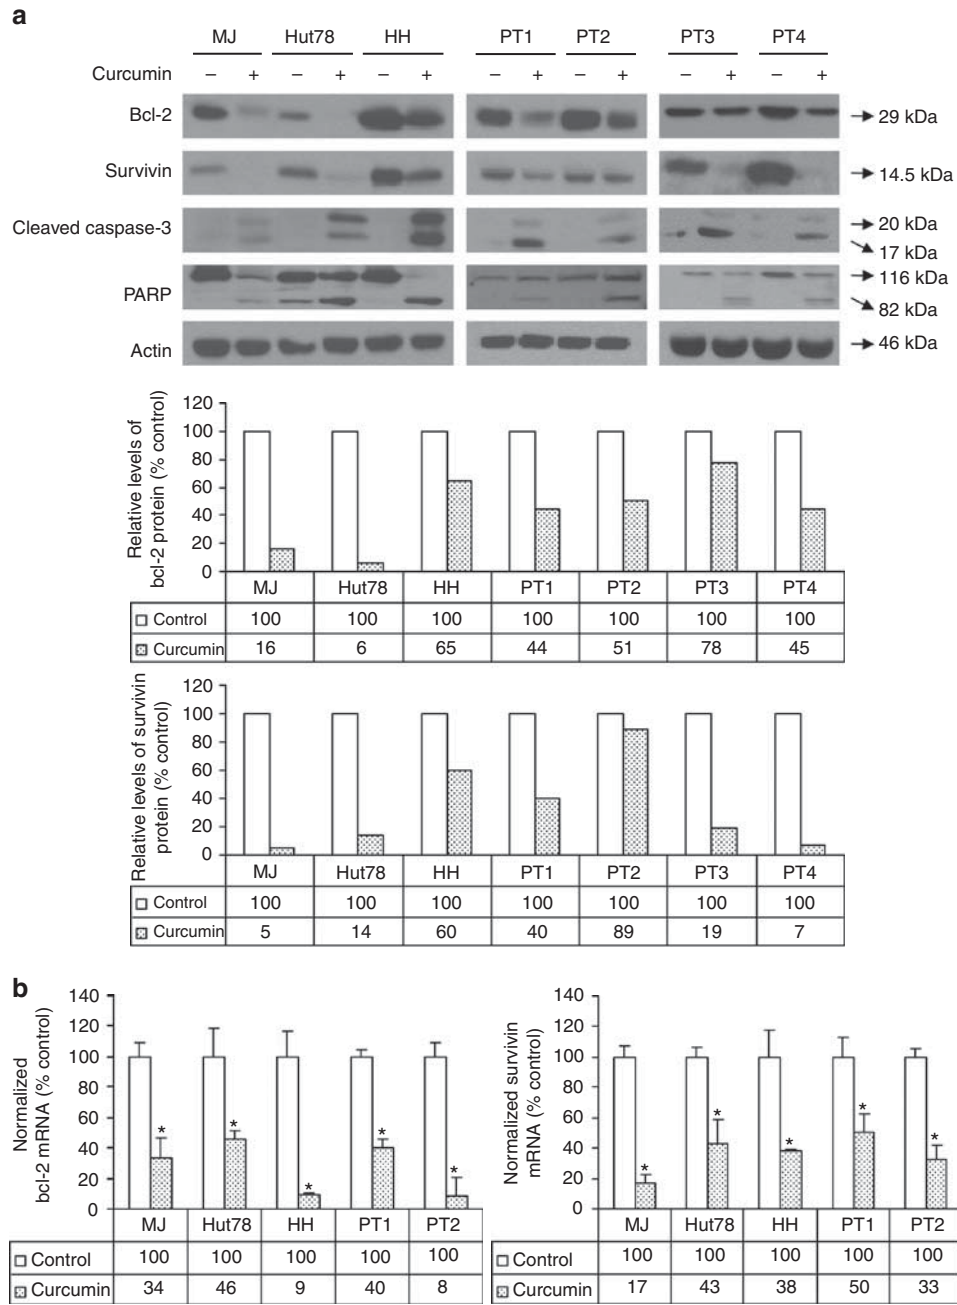 a
MJ Hut78 HH PT1 PT2 PT3 PT4
Curcumin – + – + – + – + – + – + – +
Bcl-2 29 kDa
Survivin 14.5 kDa
Cleaved caspase-3 20 kDa
17 kDa
PARP 116 kDa
82 kDa
Actin 46 kDa
Relative levels of
bcl-2 protein (% control)
120
100
80
60
40
20
0
MJ Hut78 HH PT1 PT2 PT3 PT4
Control 100 100 100 100 100 100 100
Curcumin 16 6 65 44 51 78 45
Relative levels of survivin
protein (% control)
120
100
80
60
40
20
0
MJ Hut78 HH PT1 PT2 PT3 PT4
Control 100 100 100 100 100 100 100
Curcumin 5 14 60 40 89 19 7
b
Normalized
bcl-2 mRNA (% control)
140
120
100
80
60
40
20
0
* * * * *
MJ Hut78 HH PT1 PT2
Control 100 100 100 100 100
Curcumin 34 46 9 40 8
Normalized survivin
mRNA (% control)
140
120
100
80
60
40
20
0
* * * * *
MJ Hut78 HH PT1 PT2
Control 100 100 100 100 100
Curcumin 17 43 38 50 33